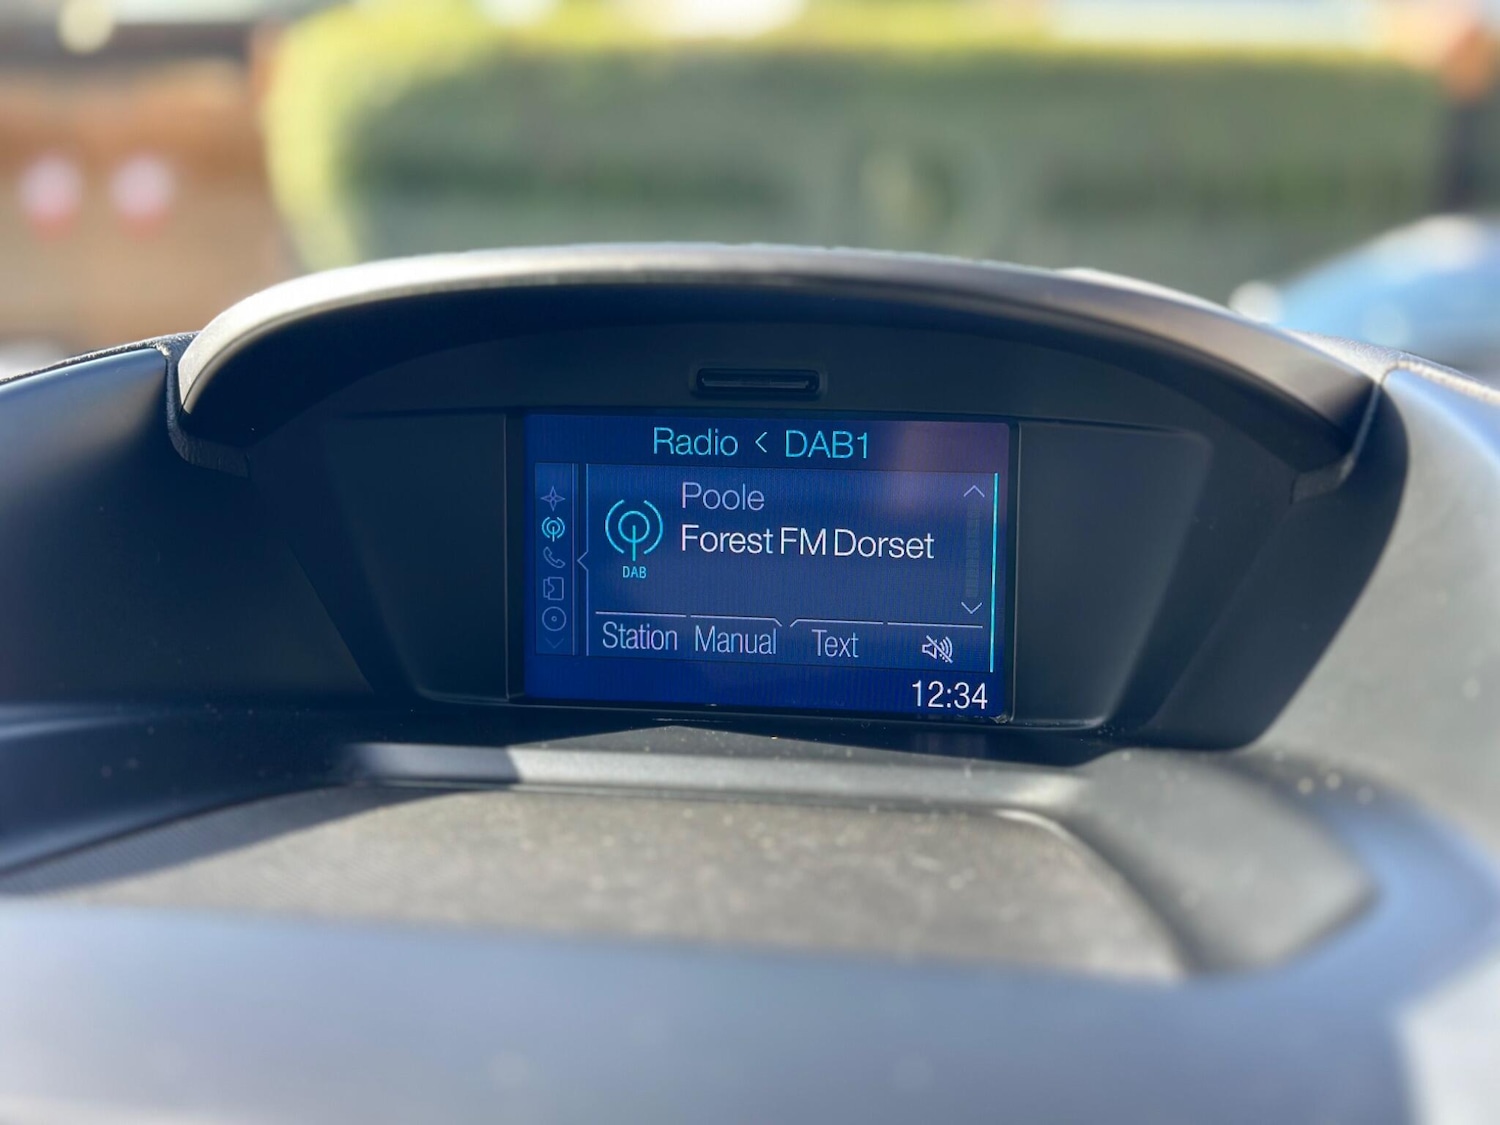 Radio < DAB1
Poole
Forest FM Dorset
DAB
Station Manual Text
12:34